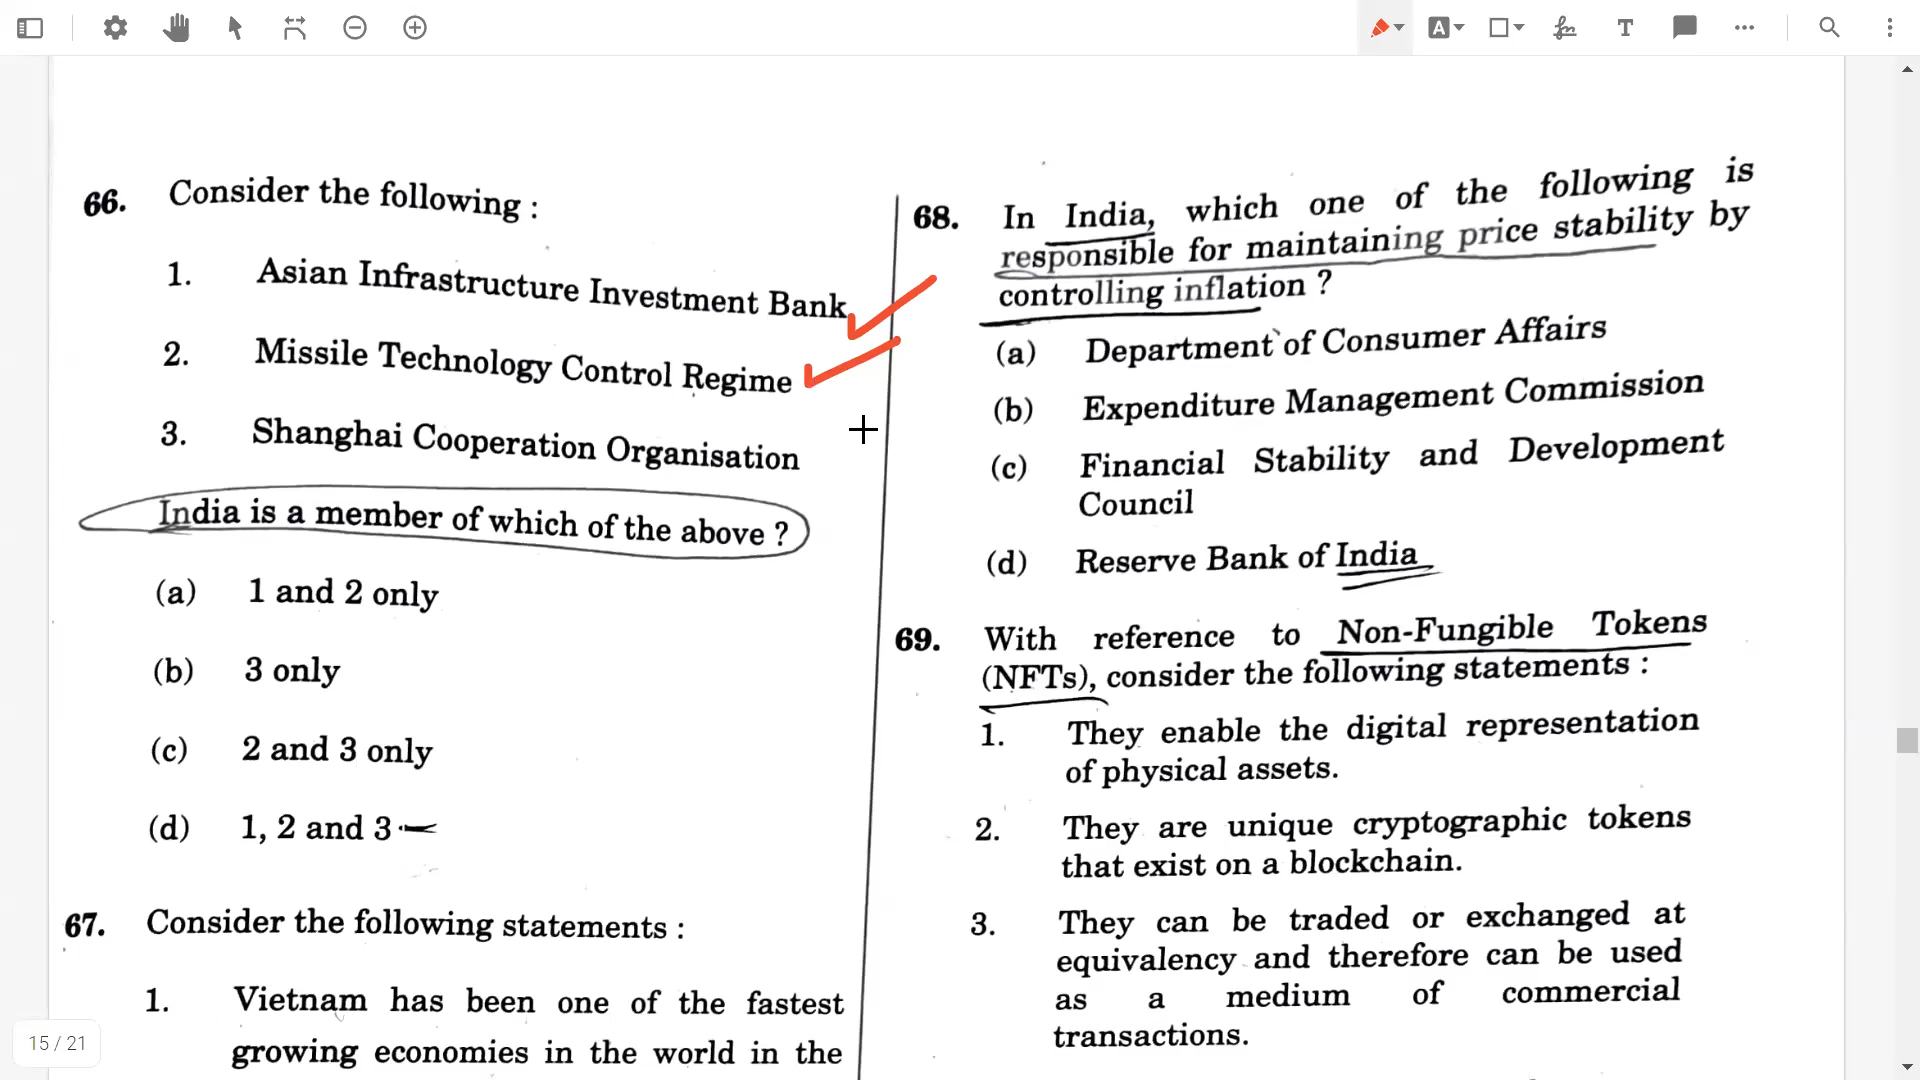 66. Consider the following :
1. Asian Infrastructure Investment Bank
2. Missile Technology Control Regime
3. Shanghai Cooperation Organisation
India is a member of which of the above ?
(a) 1 and 2 only
(b) 3 only
(c) 2 and 3 only
(d) 1, 2 and 3
67. Consider the following statements :
1. Vietnam has been one of the fastest
growing economies in the world in the
68. In India, which one of the following is
responsible for maintaining price stability by
controlling inflation ?
(a) Department of Consumer Affairs
(b) Expenditure Management Commission
(c) Financial Stability and Development
Council
(d) Reserve Bank of India
69. With reference to Non-Fungible Tokens
(NFTs), consider the following statements :
1. They enable the digital representation
of physical assets.
2. They are unique cryptographic tokens
that exist on a blockchain.
3. They can be traded or exchanged at
equivalency and therefore can be used
as a medium of commercial
transactions.
15 / 21